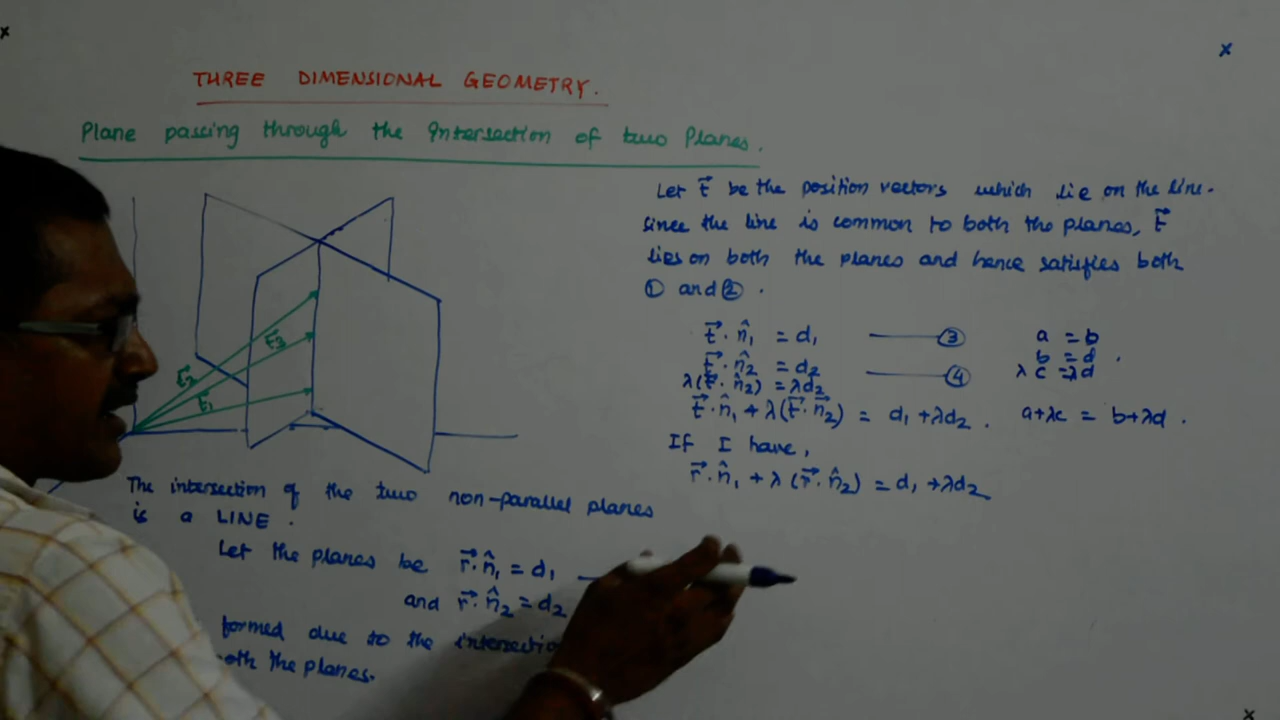 THREE DIMENSIONAL GEOMETRY.
Plane passing through the Intersection of two Planes.
t⃗2
t⃗3
t⃗1
The intersection of the two non-parallel planes
is a LINE.
Let the planes be r⃗·n̂1 = d1
and r⃗·n̂2 = d2
formed due to the
the planes.
Let t⃗ be the position vectors which lie on the line.
Since the line is common to both the planes, t⃗
lies on both the planes and hence satisfies both
① and ②.
t⃗·n̂1 = d1 ——③
t⃗·n̂2 = d2 ——④
λ(t⃗·n̂2) = λd2
t⃗·n̂1 + λ(t⃗·n⃗2) = d1 + λd2.
If I have,
r⃗·n̂1 + λ(r⃗·n̂2) = d1 + λd2
a = b
b = d.
λc = λd
a+λc = b+λd.